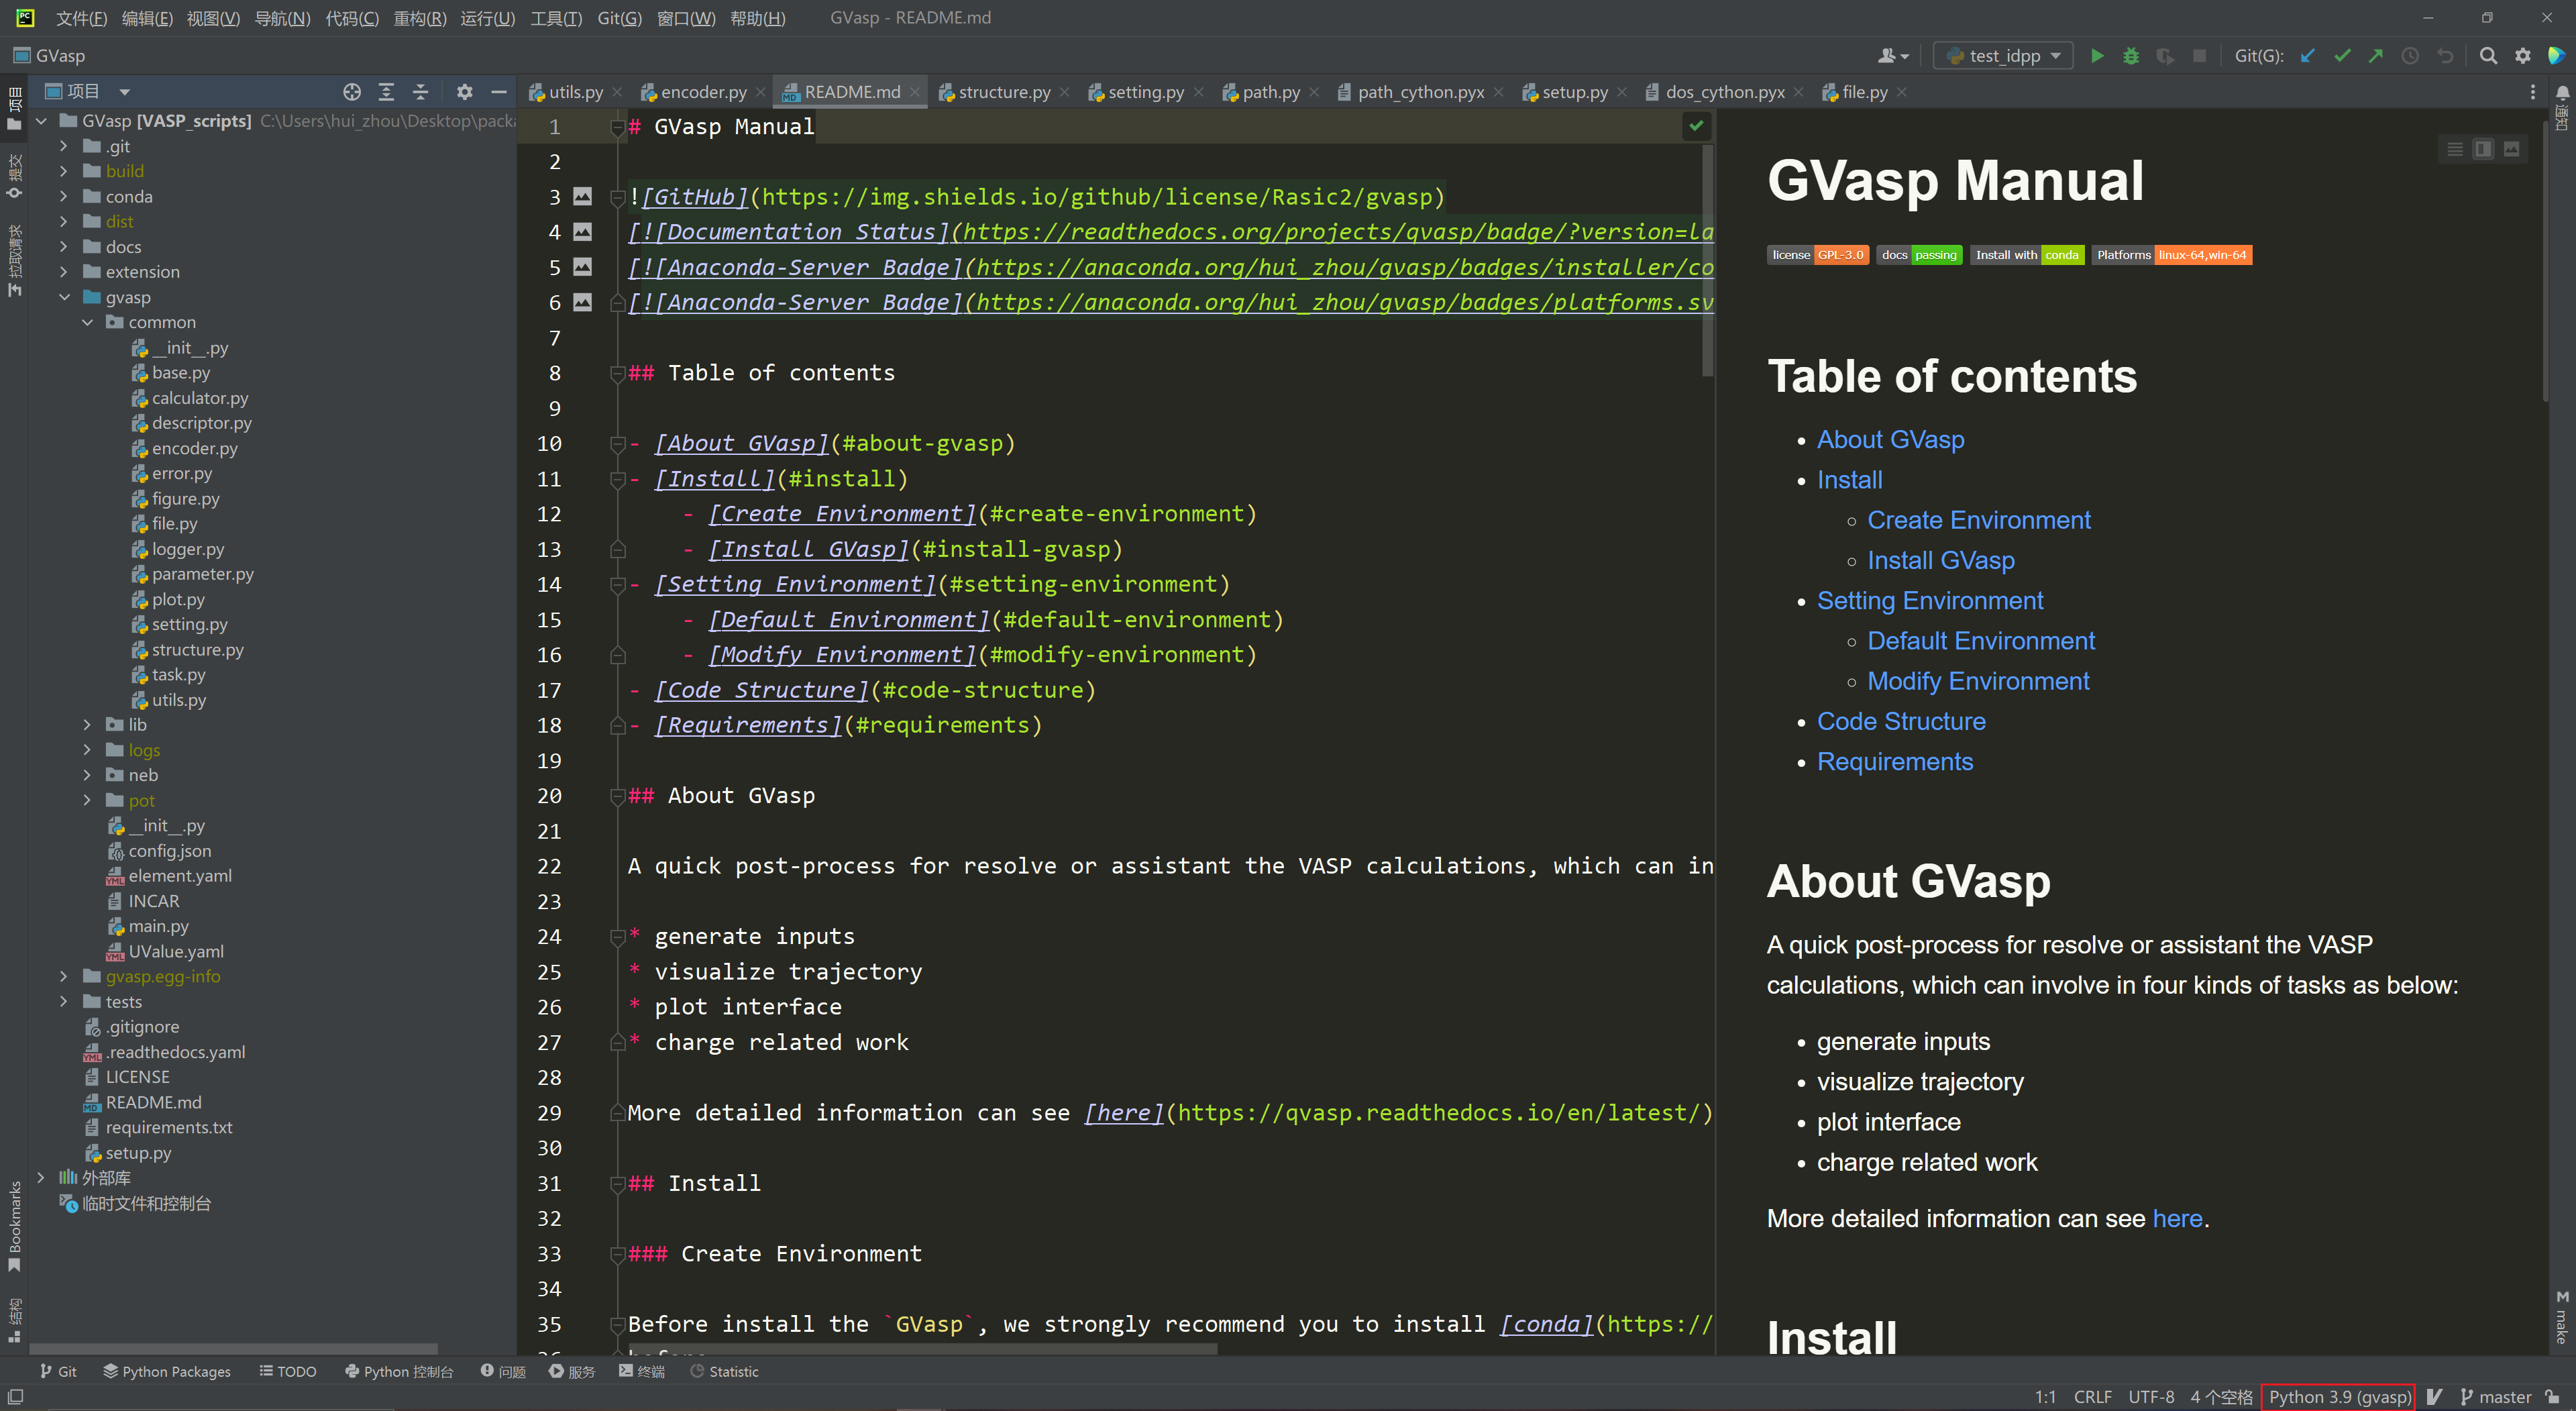 文件(F) 编辑(E) 视图(V) 导航(N) 代码(C) 重构(R) 运行(U) 工具(T) Git(G) 窗口(W) 帮助(H) GVasp - README.md
GVasp
test_idpp
Git(G):
项目
utils.py encoder.py README.md structure.py setting.py path.py path_cython.pyx setup.py dos_cython.pyx file.py
项目
提交
拉取请求
Bookmarks
结构
通知
make
GVasp [VASP_scripts] C:\Users\hui_zhou\Desktop\packa
.git
build
conda
dist
docs
extension
gvasp
common
__init__.py
base.py
calculator.py
descriptor.py
encoder.py
error.py
figure.py
file.py
logger.py
parameter.py
plot.py
setting.py
structure.py
task.py
utils.py
lib
logs
neb
pot
__init__.py
config.json
element.yaml
INCAR
main.py
UValue.yaml
gvasp.egg-info
tests
.gitignore
.readthedocs.yaml
LICENSE
README.md
requirements.txt
setup.py
外部库
临时文件和控制台
1 # GVasp Manual
2
3 ![GitHub](https://img.shields.io/github/license/Rasic2/gvasp)
4 [![Documentation Status](https://readthedocs.org/projects/qvasp/badge/?version=la
5 [![Anaconda-Server Badge](https://anaconda.org/hui_zhou/gvasp/badges/installer/co
6 [![Anaconda-Server Badge](https://anaconda.org/hui_zhou/gvasp/badges/platforms.sv
7
8 ## Table of contents
9
10 - [About GVasp](#about-gvasp)
11 - [Install](#install)
12 - [Create Environment](#create-environment)
13 - [Install GVasp](#install-gvasp)
14 - [Setting Environment](#setting-environment)
15 - [Default Environment](#default-environment)
16 - [Modify Environment](#modify-environment)
17 - [Code Structure](#code-structure)
18 - [Requirements](#requirements)
19
20 ## About GVasp
21
22 A quick post-process for resolve or assistant the VASP calculations, which can in
23
24 * generate inputs
25 * visualize trajectory
26 * plot interface
27 * charge related work
28
29 More detailed information can see [here](https://qvasp.readthedocs.io/en/latest/)
30
31 ## Install
32
33 ### Create Environment
34
35 Before install the `GVasp`, we strongly recommend you to install [conda](https://
GVasp Manual
license GPL-3.0 docs passing Install with conda Platforms linux-64,win-64
Table of contents
• About GVasp
• Install
◦ Create Environment
◦ Install GVasp
• Setting Environment
◦ Default Environment
◦ Modify Environment
• Code Structure
• Requirements
About GVasp
A quick post-process for resolve or assistant the VASP
calculations, which can involve in four kinds of tasks as below:
• generate inputs
• visualize trajectory
• plot interface
• charge related work
More detailed information can see here.
Install
Git Python Packages TODO Python 控制台 问题 服务 终端 Statistic
1:1 CRLF UTF-8 4 个空格 Python 3.9 (gvasp) master